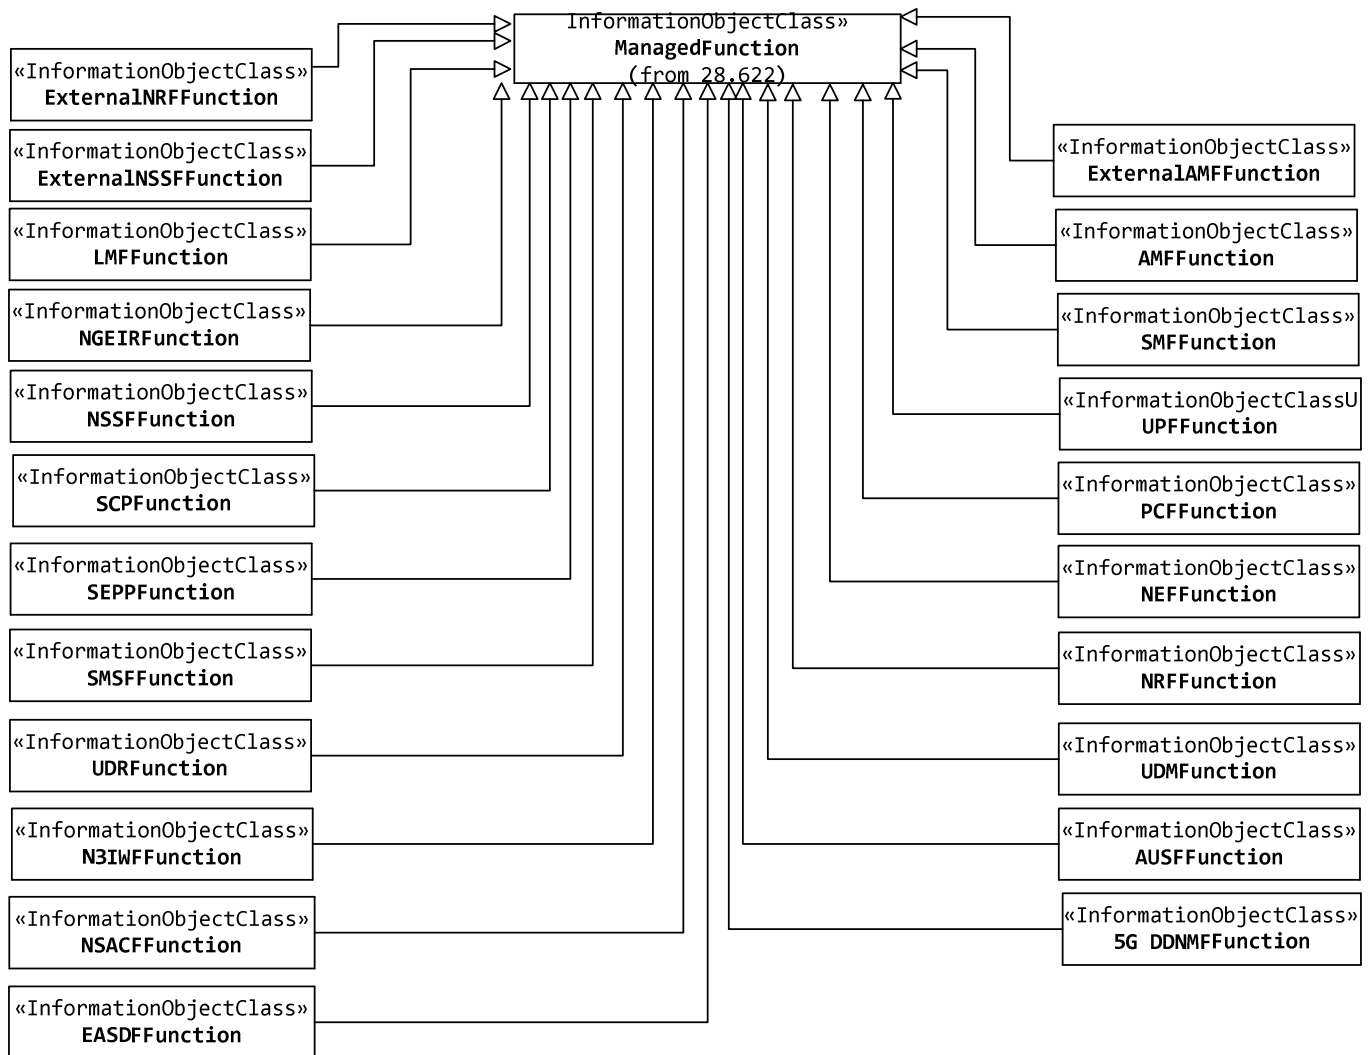 InformationObjectClass»
ManagedFunction
(from 28.622)
«InformationObjectClass»
ExternalNRFFunction
«InformationObjectClass»
ExternalNSSFFunction
«InformationObjectClass»
LMFFunction
«InformationObjectClass»
NGEIRFunction
«InformationObjectClass»
NSSFFunction
«InformationObjectClass»
SCPFunction
«InformationObjectClass»
SEPPFunction
«InformationObjectClass»
SMSFFunction
«InformationObjectClass»
UDRFunction
«InformationObjectClass»
N3IWFFunction
«InformationObjectClass»
NSACFFunction
«InformationObjectClass»
EASDFFunction
«InformationObjectClass»
ExternalAMFFunction
«InformationObjectClass»
AMFFunction
«InformationObjectClass»
SMFFunction
«InformationObjectClassU
UPFFunction
«InformationObjectClass»
PCFFunction
«InformationObjectClass»
NEFFunction
«InformationObjectClass»
NRFFunction
«InformationObjectClass»
UDMFunction
«InformationObjectClass»
AUSFFunction
«InformationObjectClass»
5G DDNMFFunction